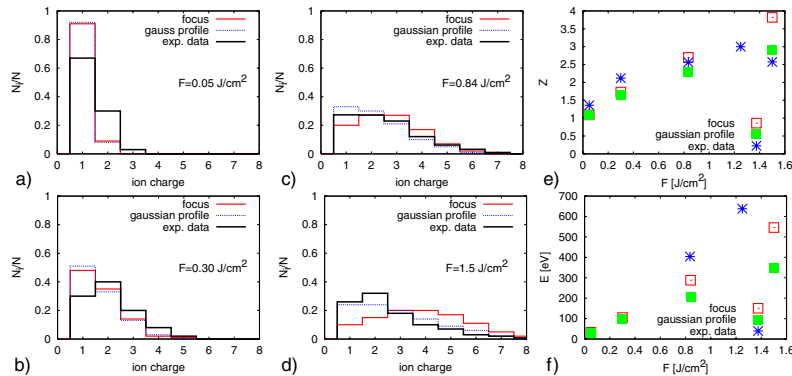 1
0.8
0.6
0.4
0.2
0
N_i/N
focus
gauss profile
exp. data
F=0.05 J/cm²
0 1 2 3 4 5 6 7 8
ion charge
a)
1
0.8
0.6
0.4
0.2
0
N_i/N
focus
gaussian profile
exp. data
F=0.84 J/cm²
0 1 2 3 4 5 6 7 8
ion charge
c)
4
3.5
3
2.5
2
1.5
1
0.5
0
Z
focus
gaussian profile
exp. data
0 0.2 0.4 0.6 0.8 1 1.2 1.4 1.6
F [J/cm²]
e)
1
0.8
0.6
0.4
0.2
0
N_i/N
focus
gaussian profile
exp. data
F=0.30 J/cm²
0 1 2 3 4 5 6 7 8
ion charge
b)
1
0.8
0.6
0.4
0.2
0
N_i/N
focus
gaussian profile
exp. data
F=1.5 J/cm²
0 1 2 3 4 5 6 7 8
ion charge
d)
700
600
500
400
300
200
100
0
E [eV]
focus
gaussian profile
exp. data
0 0.2 0.4 0.6 0.8 1 1.2 1.4 1.6
F [J/cm²]
f)